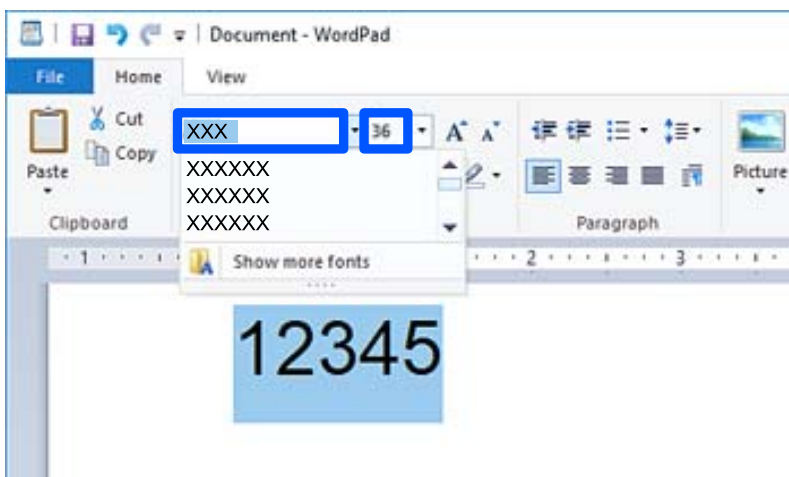 Document - WordPad
File Home View
Cut
Copy
Paste
XXX 36 A A
XXXXXX
XXXXXX
XXXXXX
Show more fonts
Picture
Clipboard Paragraph
1 2 3
12345